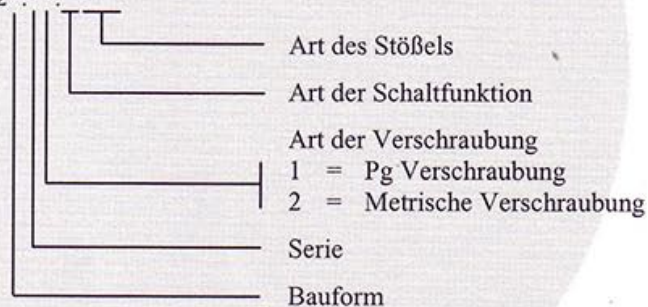 Art des Stößels
Art der Schaltfunktion
Art der Verschraubung
1 = Pg Verschraubung
2 = Metrische Verschraubung
Serie
Bauform